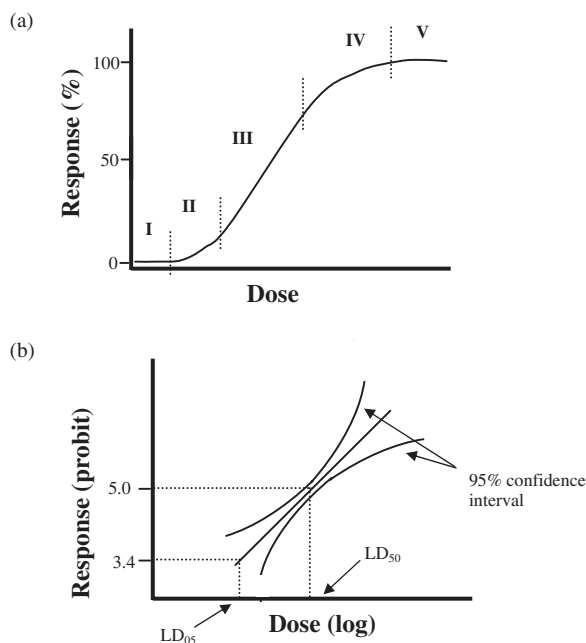 (a)
IV
V
100
III
Response (%)
50
II
I
0
Dose
(b)
Response (probit)
5.0
95% confidence
interval
3.4
LD50
LD05
Dose (log)